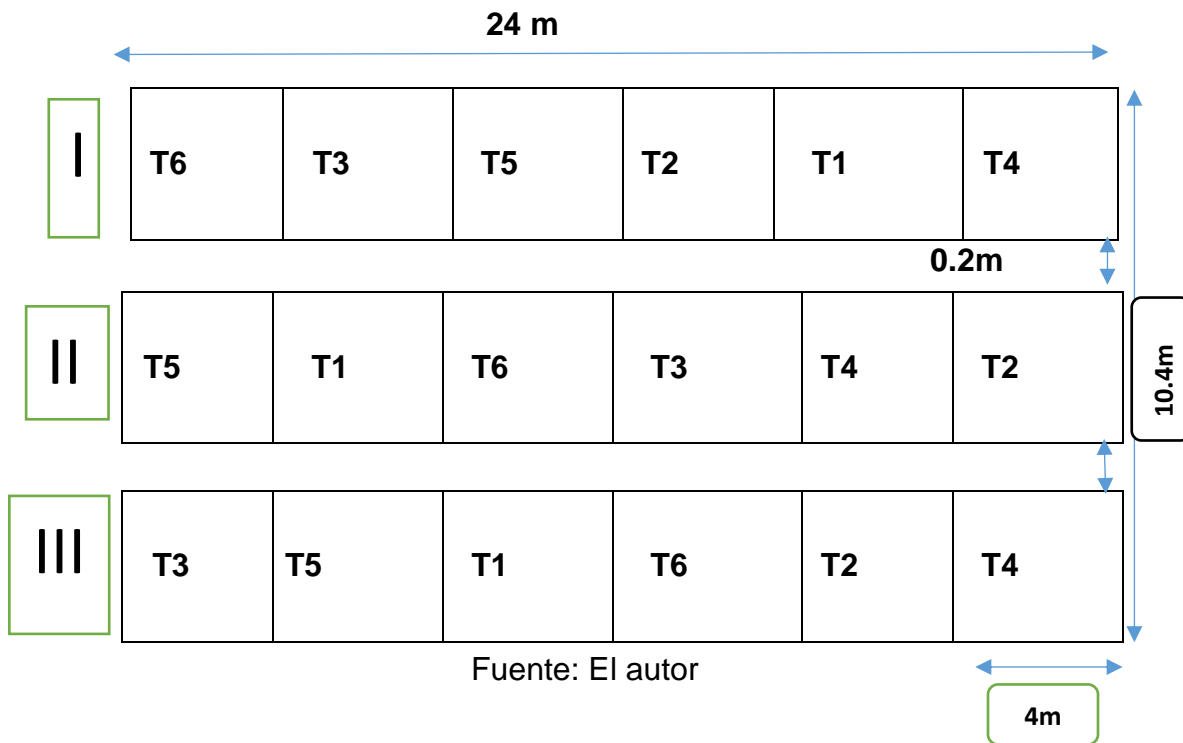 24 m
I
T6 T3 T5 T2 T1 T4
0.2m
II
T5 T1 T6 T3 T4 T2
10.4m
III
T3 T5 T1 T6 T2 T4
Fuente: El autor
4m